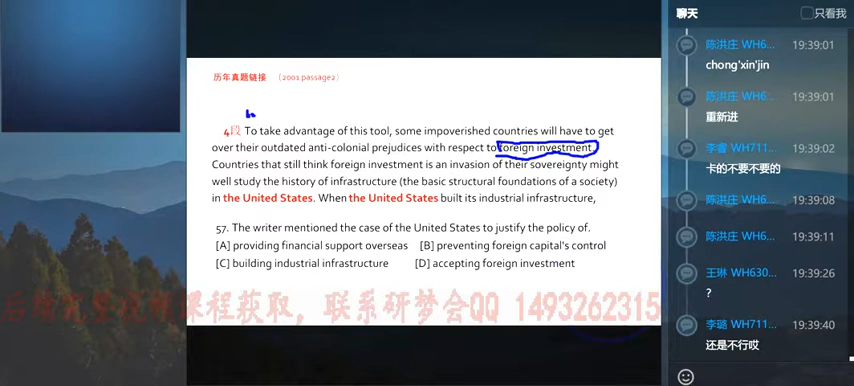 历年真题链接 （2001 passage2）
4段 To take advantage of this tool, some impoverished countries will have to get
over their outdated anti-colonial prejudices with respect to foreign investment.
Countries that still think foreign investment is an invasion of their sovereignty might
well study the history of infrastructure (the basic structural foundations of a society)
in the United States. When the United States built its industrial infrastructure,
57. The writer mentioned the case of the United States to justify the policy of.
[A] providing financial support overseas [B] preventing foreign capital's control
[C] building industrial infrastructure [D] accepting foreign investment
课程获取，联系研梦会QQ 1493262315
聊天 只看我
陈洪庄 WH6... 19:39:01
chong'xin'jin
陈洪庄 WH6... 19:39:01
重新进
李睿 WH711... 19:39:02
卡的不要不要的
陈洪庄 WH6... 19:39:08
陈洪庄 WH6... 19:39:11
王琳 WH630... 19:39:26
?
李璐 WH711... 19:39:40
还是不行哎